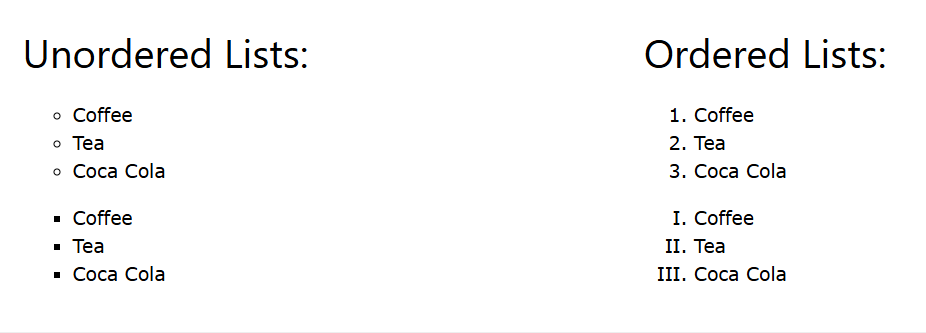 Unordered Lists:
○ Coffee
○ Tea
○ Coca Cola
▪ Coffee
▪ Tea
▪ Coca Cola
Ordered Lists:
1. Coffee
2. Tea
3. Coca Cola
I. Coffee
II. Tea
III. Coca Cola